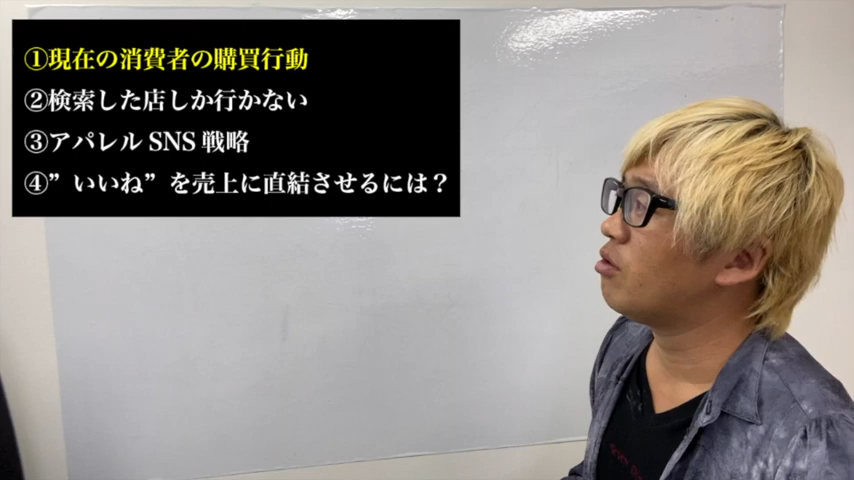 ①現在の消費者の購買行動
②検索した店しか行かない
③アパレル SNS 戦略
④”いいね”を売上に直結させるには？